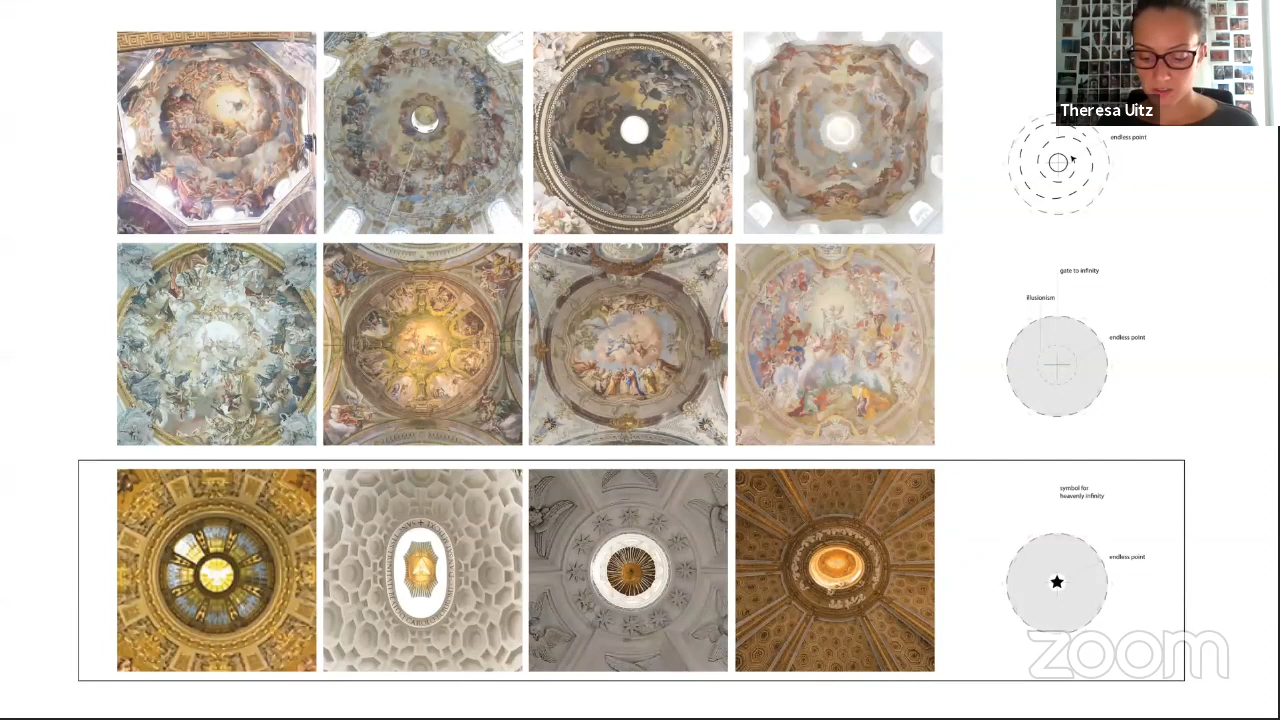 Theresa Uitz
endless point
gate to infinity
illusionism
endless point
symbol for
heavenly infinity
endless point
zoom